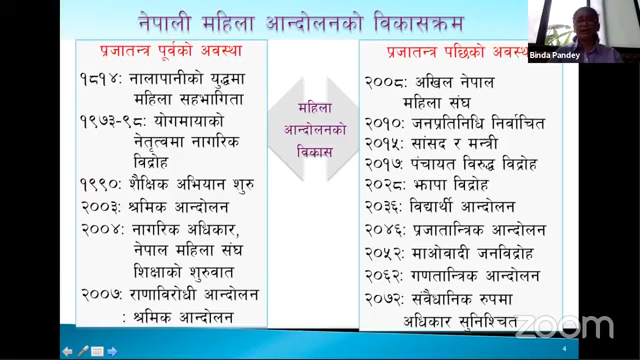 नेपाली महिला आन्दोलनको विकासक्रम
प्रजातन्त्र पूर्वको अवस्था
१८१४: नालापानीको युद्धमा
महिला सहभागिता
१९७३-९८: योगमायाको
नेतृत्वमा नागरिक
विद्रोह
१९९०: शैक्षिक अभियान शुरु
२००३: श्रमिक आन्दोलन
२००४: नागरिक अधिकार,
नेपाल महिला संघ
शिक्षाको शुरुवात
२००७: राणाविरोधी आन्दोलन
: श्रमिक आन्दोलन
महिला
आन्दोलनको
विकास
प्रजातन्त्र पछिको
२००८: अखिल नेपाल
महिला संघ
२०१०: जनप्रतिनिधि निर्वाचित
२०१५: सांसद र मन्त्री
२०१७: पंचायत विरुद्ध विद्रोह
२०२८: झापा विद्रोह
२०३६: विद्यार्थी आन्दोलन
२०४६: प्रजातान्त्रिक आन्दोलन
२०५२: माओवादी जनविद्रोह
२०६२: गणतान्त्रिक आन्दोलन
२०७२: संवैधानिक रुपमा
अधिकार सुनिश्चित
Binda Pandey
zoom
4